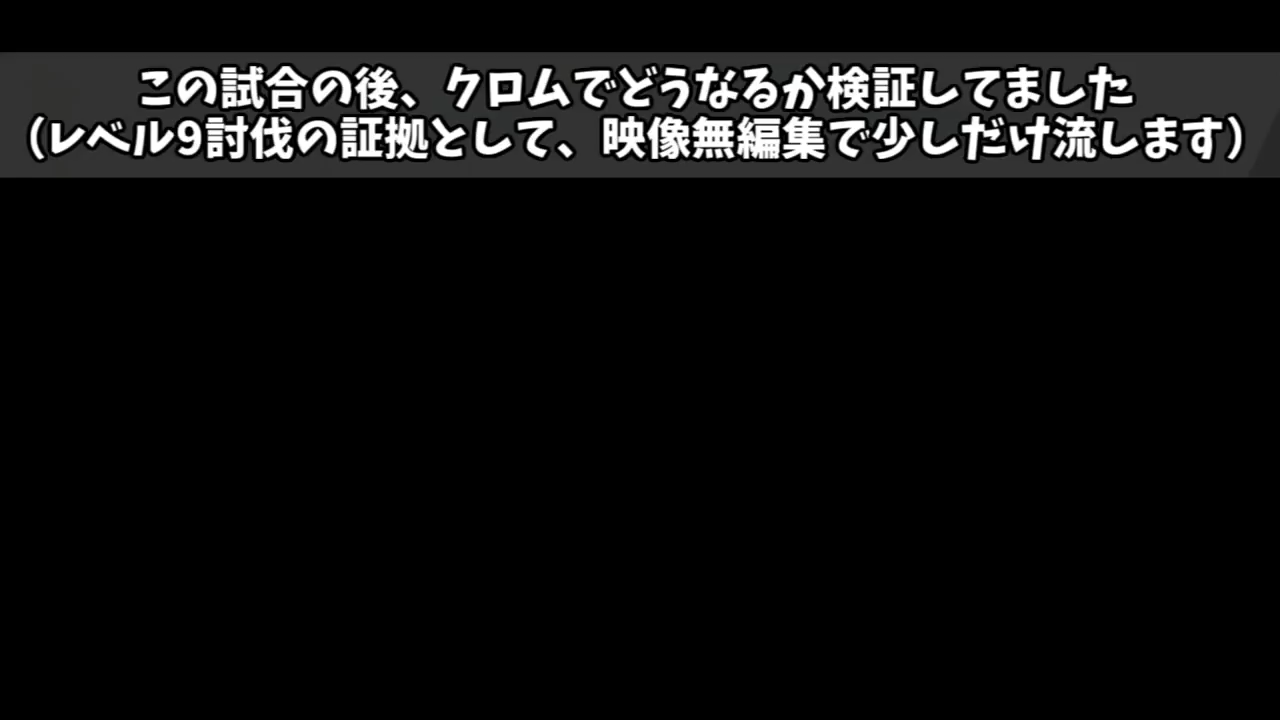 この試合の後、クロムでどうなるか検証してました
（レベル9討伐の証拠として、映像無編集で少しだけ流します）